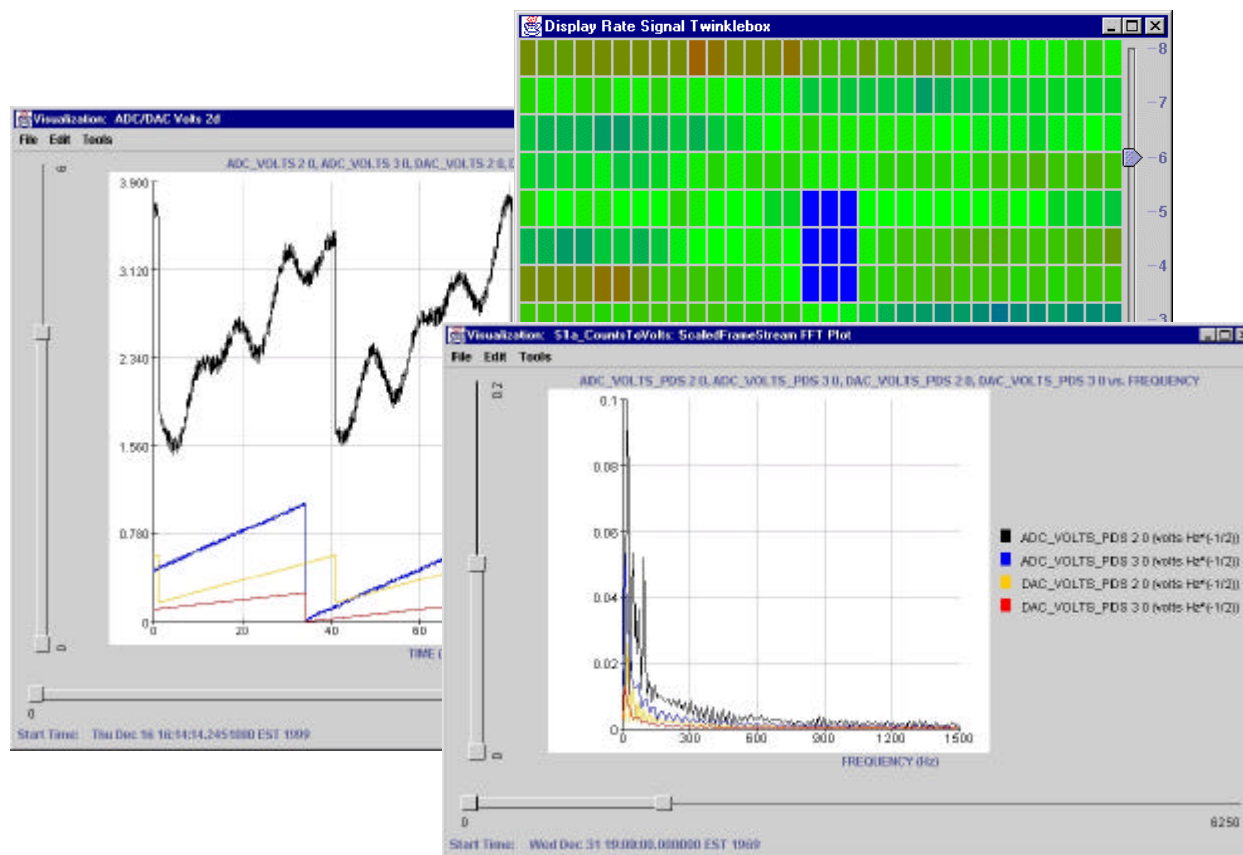 Display Rate Signal Twinklebox
-8
-7
-6
-5
-4
-3
Visualization: ADC/DAC Volts 2d
File Edit Tools
ADC_VOLTS 2 0, ADC_VOLTS 3 0, DAC_VOLTS 2 0,
6
3.900
3.120
2.340
1.560
0.780
0
0 20 40 60
TIME (
0
0
Start Time: Thu Dec 16 16:14:14.2451000 EST 1999
Visualization: S1a_CountsToVolts: ScaledFrameStream FFT Plot
File Edit Tools
ADC_VOLTS_PDS 2 0, ADC_VOLTS_PDS 3 0, DAC_VOLTS_PDS 2 0, DAC_VOLTS_PDS 3 0 vs. FREQUENCY
0.2
0.1
0.08
0.06
0.04
0.02
0
0 300 600 900 1200 1500
FREQUENCY (Hz)
ADC_VOLTS_PDS 2 0 (volts Hz^(-1/2))
ADC_VOLTS_PDS 3 0 (volts Hz^(-1/2))
DAC_VOLTS_PDS 2 0 (volts Hz^(-1/2))
DAC_VOLTS_PDS 3 0 (volts Hz^(-1/2))
0
0 6250
Start Time: Wed Dec 31 19:00:00.000000 EST 1969